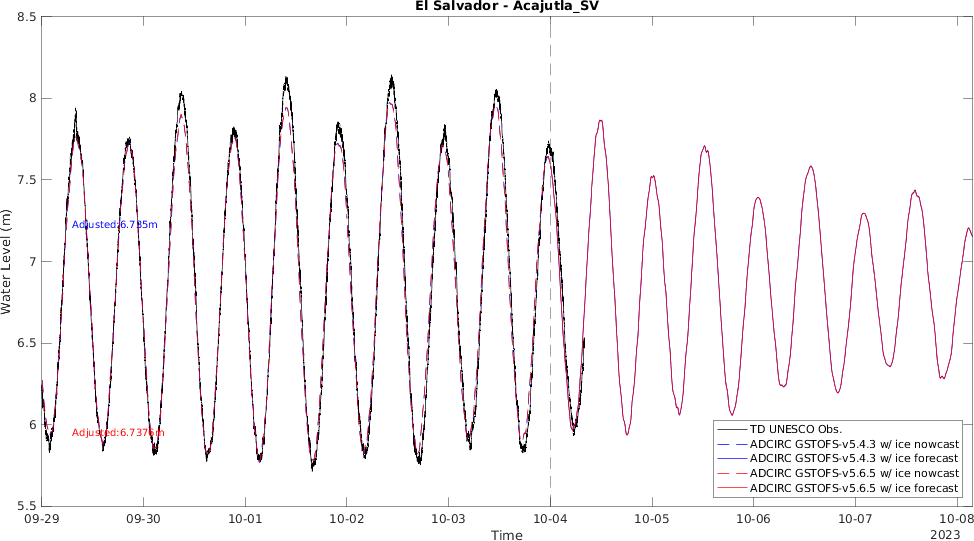 El Salvador - Acajutla_SV
8.5
8
7.5
7
6.5
6
5.5
Water Level (m)
Adjusted:6.735m
Adjusted:6.7375m
TD UNESCO Obs.
ADCIRC GSTOFS-v5.4.3 w/ ice nowcast
ADCIRC GSTOFS-v5.4.3 w/ ice forecast
ADCIRC GSTOFS-v5.6.5 w/ ice nowcast
ADCIRC GSTOFS-v5.6.5 w/ ice forecast
09-29 09-30 10-01 10-02 10-03 10-04 10-05 10-06 10-07 10-08
Time
2023